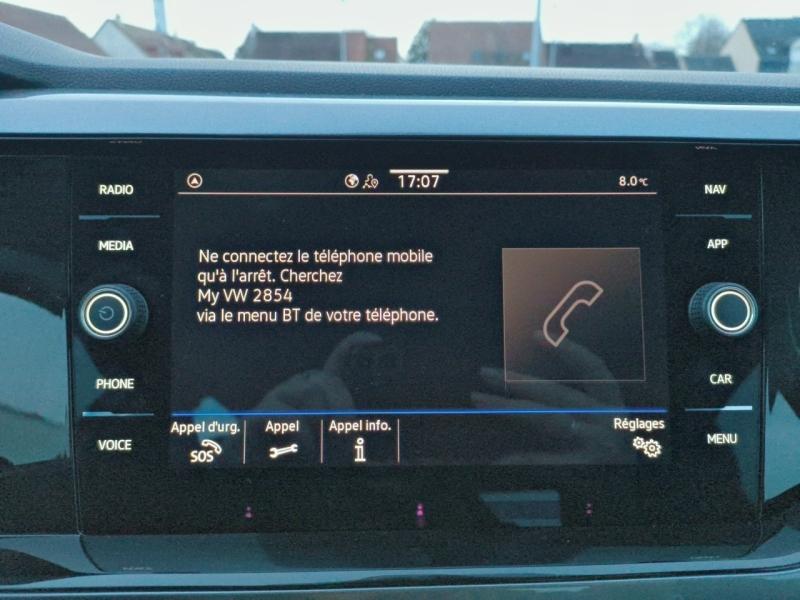 RADIO
MEDIA
PHONE
VOICE
17:07
8.0°C
Ne connectez le téléphone mobile
qu'à l'arrêt. Cherchez
My VW 2854
via le menu BT de votre téléphone.
Appel d'urg.
SOS
Appel
Appel info.
i
Réglages
NAV
APP
CAR
MENU